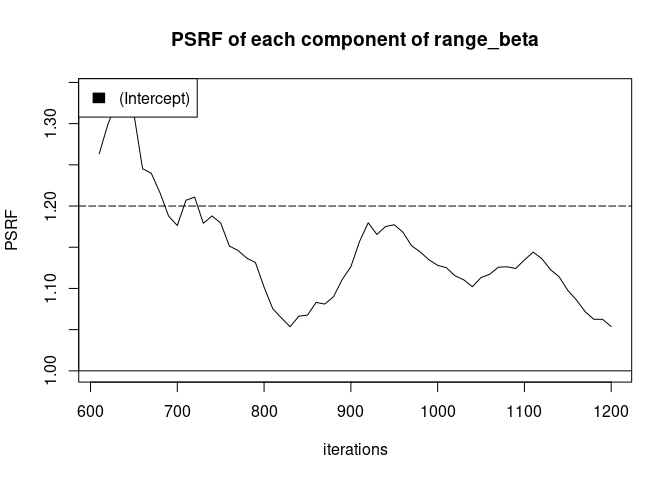 PSRF of each component of range_beta
(Intercept)
1.30
1.20
1.10
1.00
PSRF
600 700 800 900 1000 1100 1200
iterations